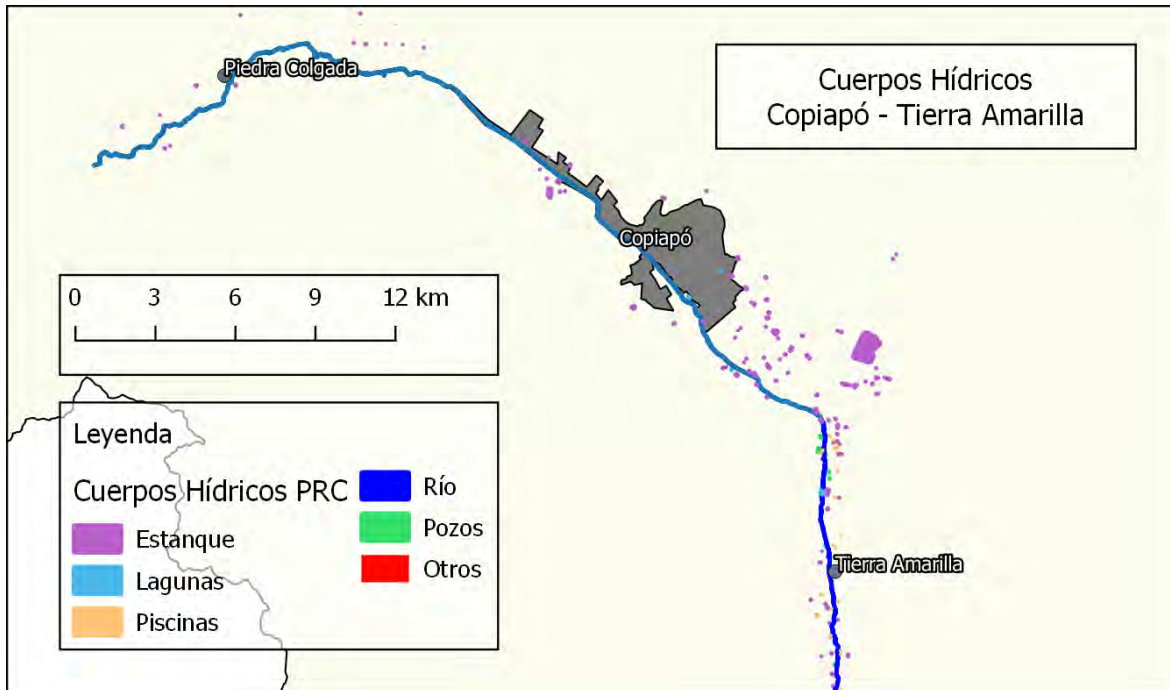 Piedra Colgada
Cuerpos Hídricos
Copiapó - Tierra Amarilla
Copiapó
0 3 6 9 12 km
Leyenda
Cuerpos Hídricos PRC
Estanque
Lagunas
Piscinas
Río
Pozos
Otros
Tierra Amarilla